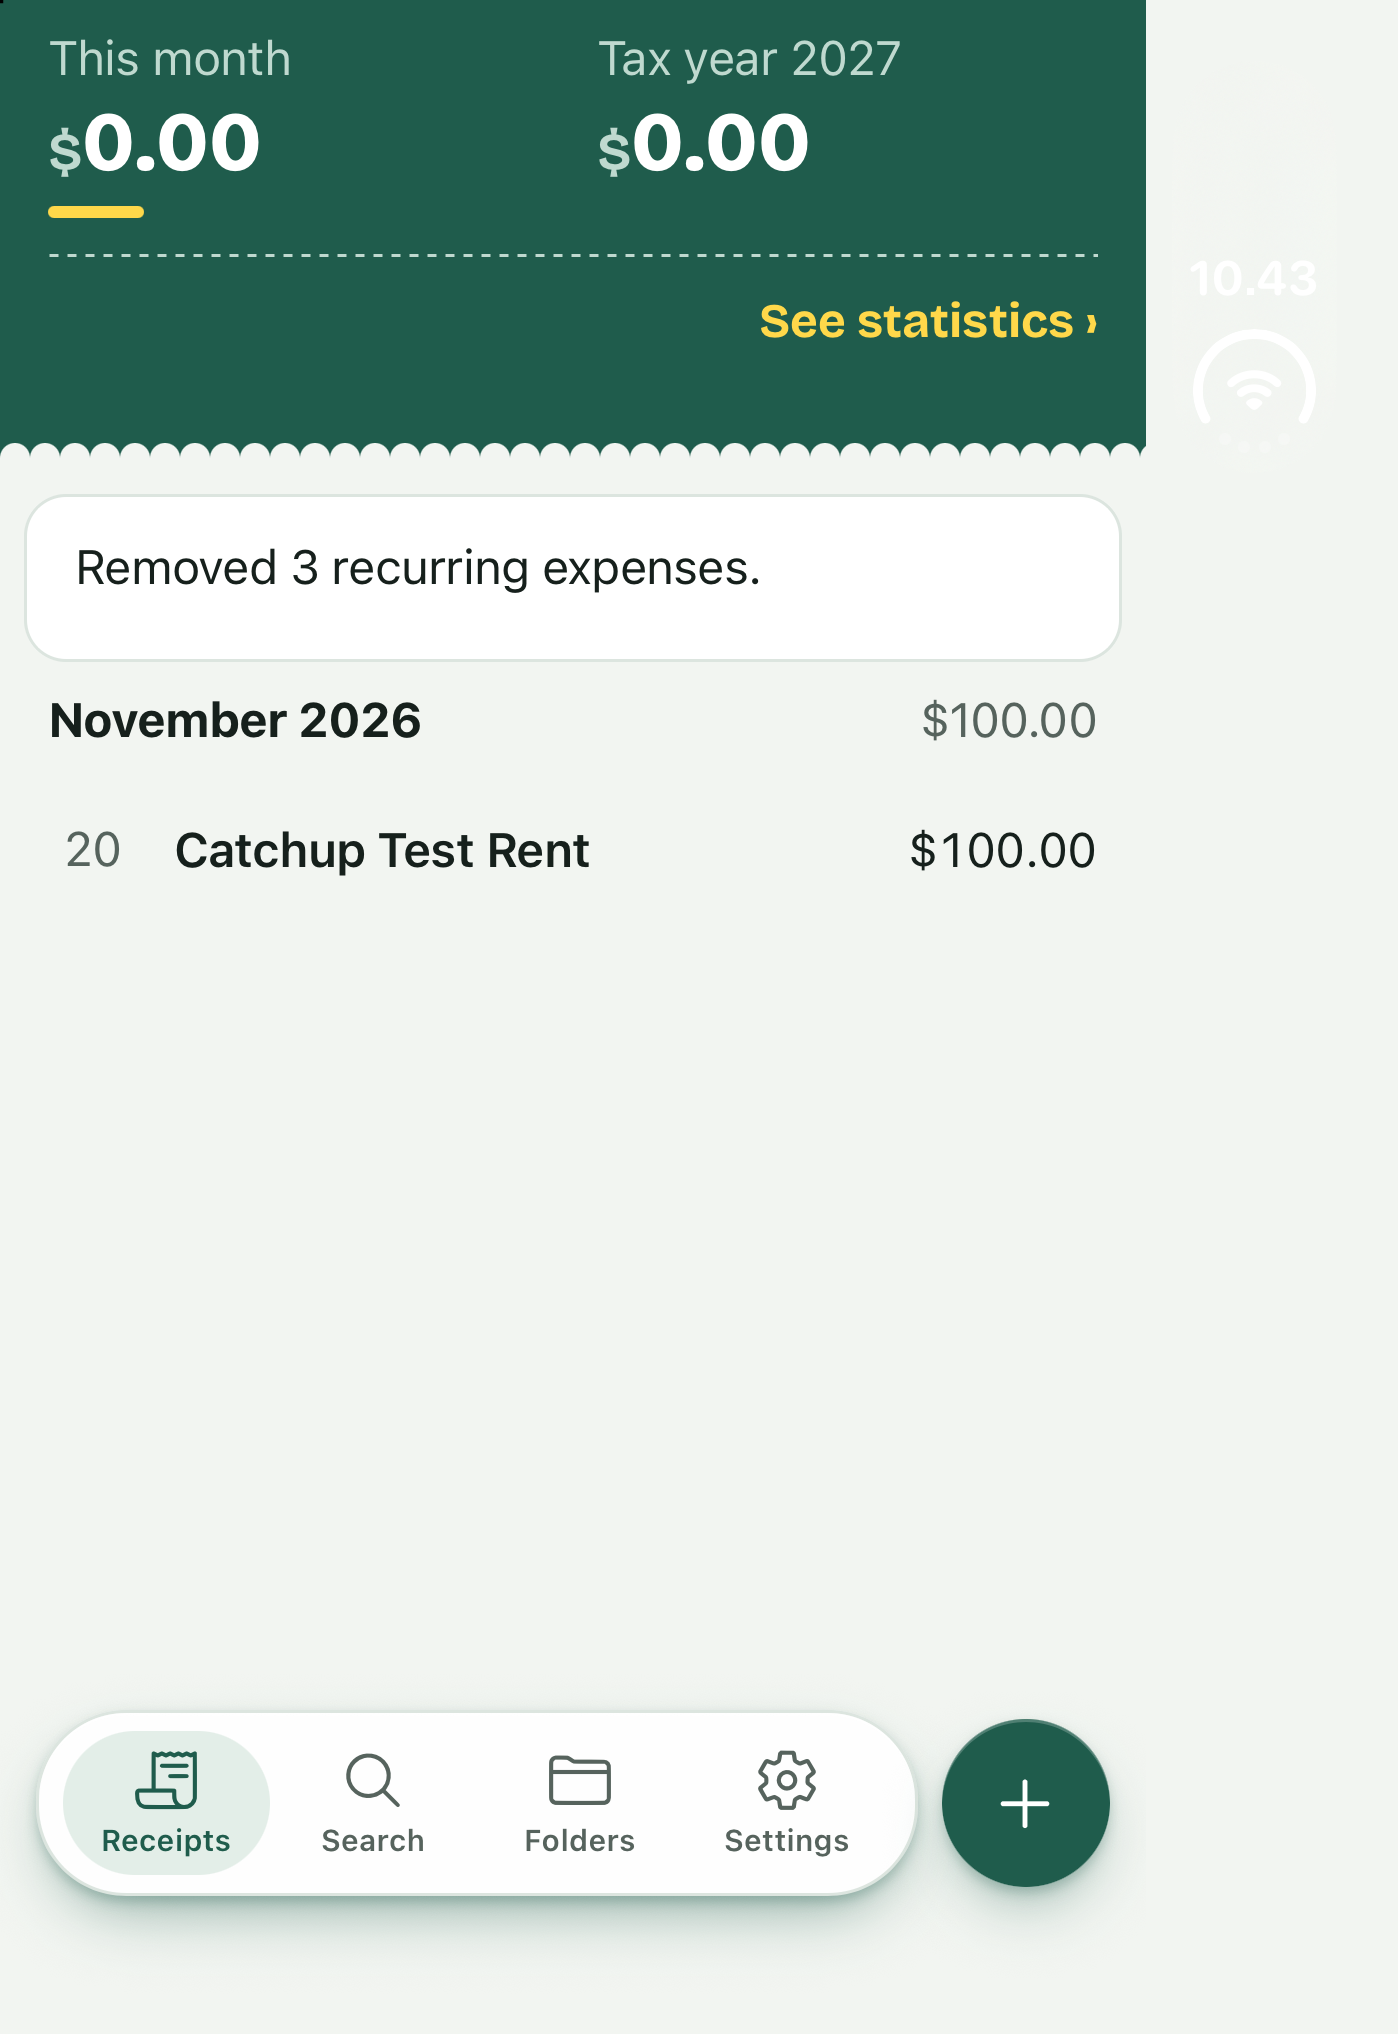 This month
Tax year 2027
$0.00
$0.00
See statistics ›
10.43
Removed 3 recurring expenses.
November 2026
$100.00
20 Catchup Test Rent $100.00
Receipts
Search
Folders
Settings